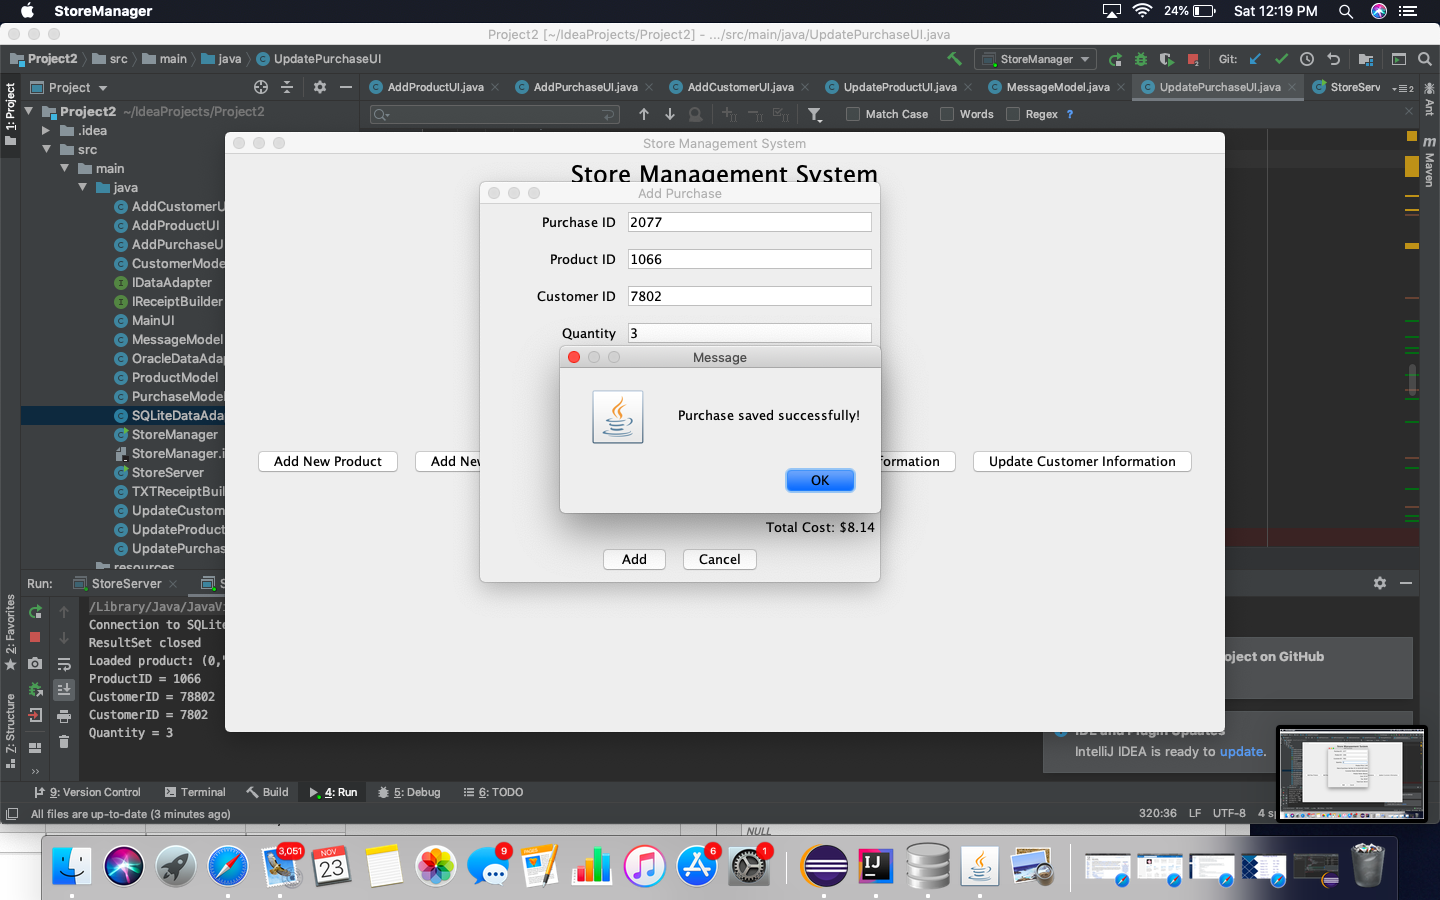 StoreManager
24%
Sat 12:19 PM
Project2 [~/IdeaProjects/Project2] - .../src/main/java/UpdatePurchaseUI.java
Project2 src main java UpdatePurchaseUI
StoreManager
Git:
1: Project
Project
AddProductUI.java
AddPurchaseUI.java
AddCustomerUI.java
UpdateProductUI.java
MessageModel.java
UpdatePurchaseUI.java
StoreServ
2
Ant
Maven
Match Case
Words
Regex ?
Project2 ~/IdeaProjects/Project2
.idea
src
main
java
AddCustomerU
AddProductUI
AddPurchaseU
CustomerMode
IDataAdapter
IReceiptBuilder
MainUI
MessageModel
OracleDataAda
ProductModel
PurchaseModel
SQLiteDataAda
StoreManager
StoreManager.i
StoreServer
TXTReceiptBuil
UpdateCustom
UpdateProduct
UpdatePurchas
resources
Store Management System
Store Management System
Add Purchase
Purchase ID 2077
Product ID 1066
Customer ID 7802
Quantity 3
Message
Purchase saved successfully!
OK
Add New Product
Add Nev
formation
Update Customer Information
Total Cost: $8.14
Add
Cancel
Run:
StoreServer
S
2: Favorites
Z: Structure
/Library/Java/JavaVi
Connection to SQLite
ResultSet closed
Loaded product: (0,"
ProductID = 1066
CustomerID = 78802
CustomerID = 7802
Quantity = 3
oject on GitHub
IDE and Plugin Updates
IntelliJ IDEA is ready to update.
9: Version Control
Terminal
Build
4: Run
5: Debug
6: TODO
All files are up-to-date (3 minutes ago)
320:36
LF
UTF-8
4 sp
NULL
3,051
NOV
23
9
6
1
IJ